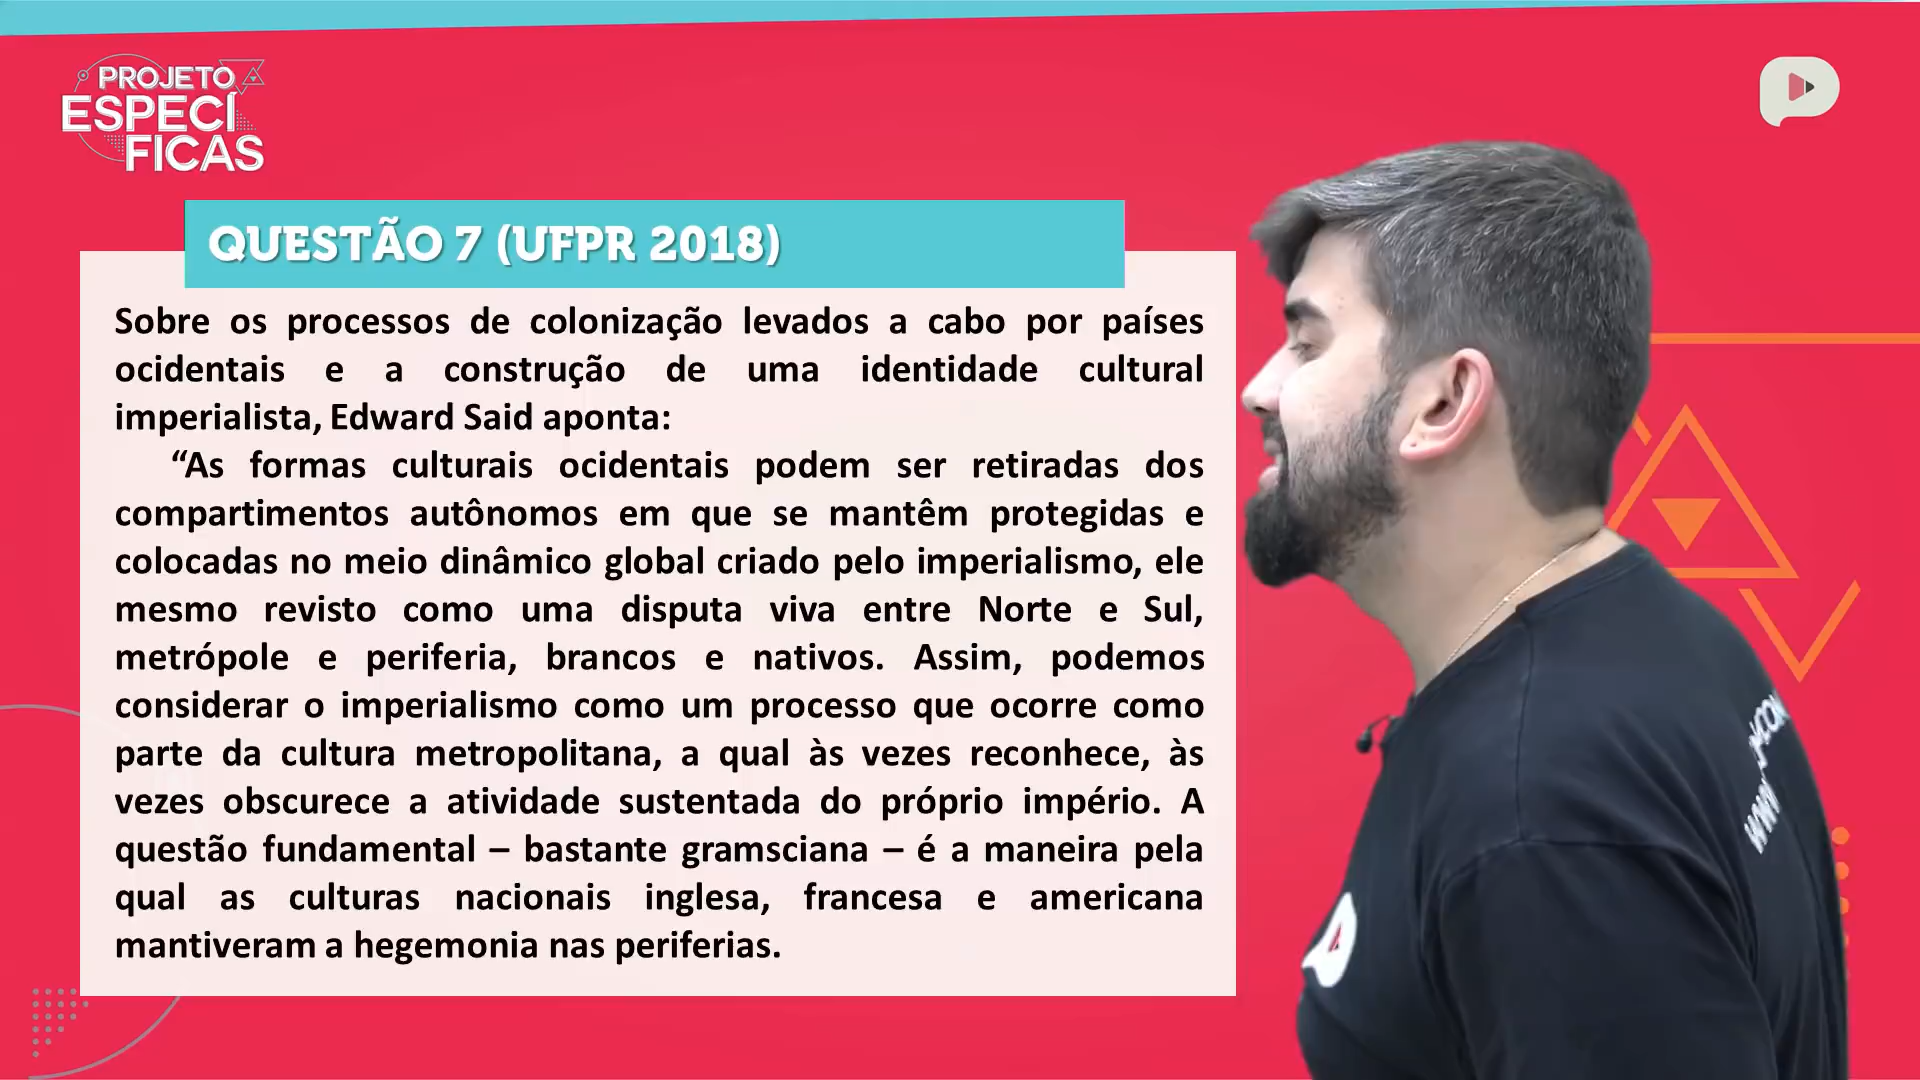 PROJETO
ESPECÍ
FICAS
QUESTÃO 7 (UFPR 2018)
Sobre os processos de colonização levados a cabo por países
ocidentais e a construção de uma identidade cultural
imperialista, Edward Said aponta:
“As formas culturais ocidentais podem ser retiradas dos
compartimentos autônomos em que se mantêm protegidas e
colocadas no meio dinâmico global criado pelo imperialismo, ele
mesmo revisto como uma disputa viva entre Norte e Sul,
metrópole e periferia, brancos e nativos. Assim, podemos
considerar o imperialismo como um processo que ocorre como
parte da cultura metropolitana, a qual às vezes reconhece, às
vezes obscurece a atividade sustentada do próprio império. A
questão fundamental – bastante gramsciana – é a maneira pela
qual as culturas nacionais inglesa, francesa e americana
mantiveram a hegemonia nas periferias.